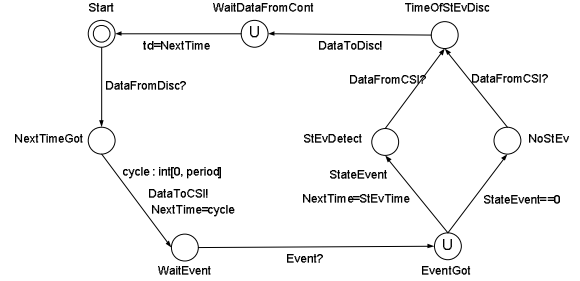 Start
WaitDataFromCont
TimeOfStEvDisc
U
td=NextTime
DataToDisc!
DataFromDisc?
DataFromCSI?
DataFromCSI?
NextTimeGot
StEvDetect
NoStEv
cycle : int[0, period]
DataToCSI!
NextTime=cycle
StateEvent
NextTime=StEvTime
StateEvent==0
Event?
U
WaitEvent
EventGot